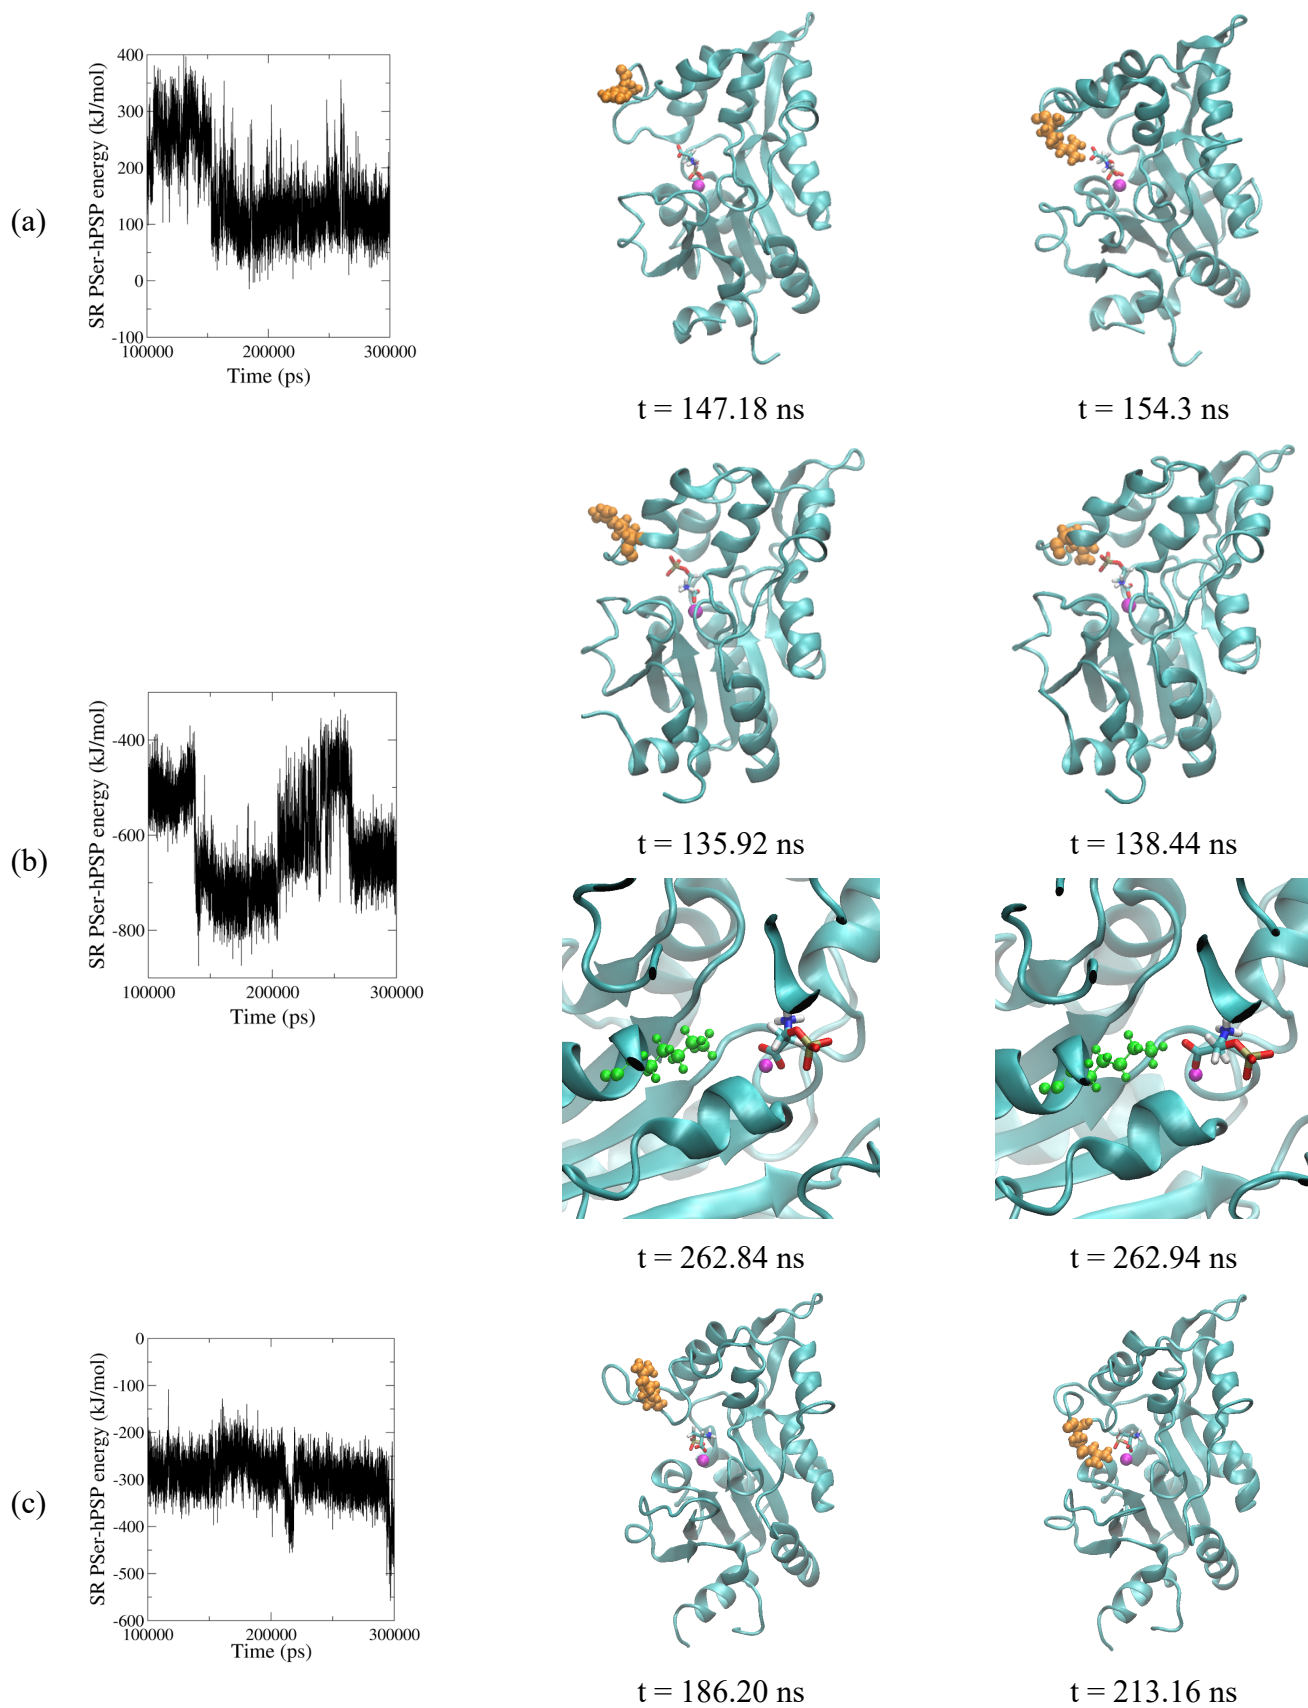 (a)
SR PSer-hPSP energy (kJ/mol)
400
300
200
100
0
-100
100000 200000 300000
Time (ps)
t = 147.18 ns t = 154.3 ns
t = 135.92 ns t = 138.44 ns
(b)
SR PSer-hPSP energy (kJ/mol)
-400
-600
-800
100000 200000 300000
Time (ps)
t = 262.84 ns t = 262.94 ns
(c)
SR PSer-hPSP energy (kJ/mol)
0
-100
-200
-300
-400
-500
-600
100000 200000 300000
Time (ps)
t = 186.20 ns t = 213.16 ns